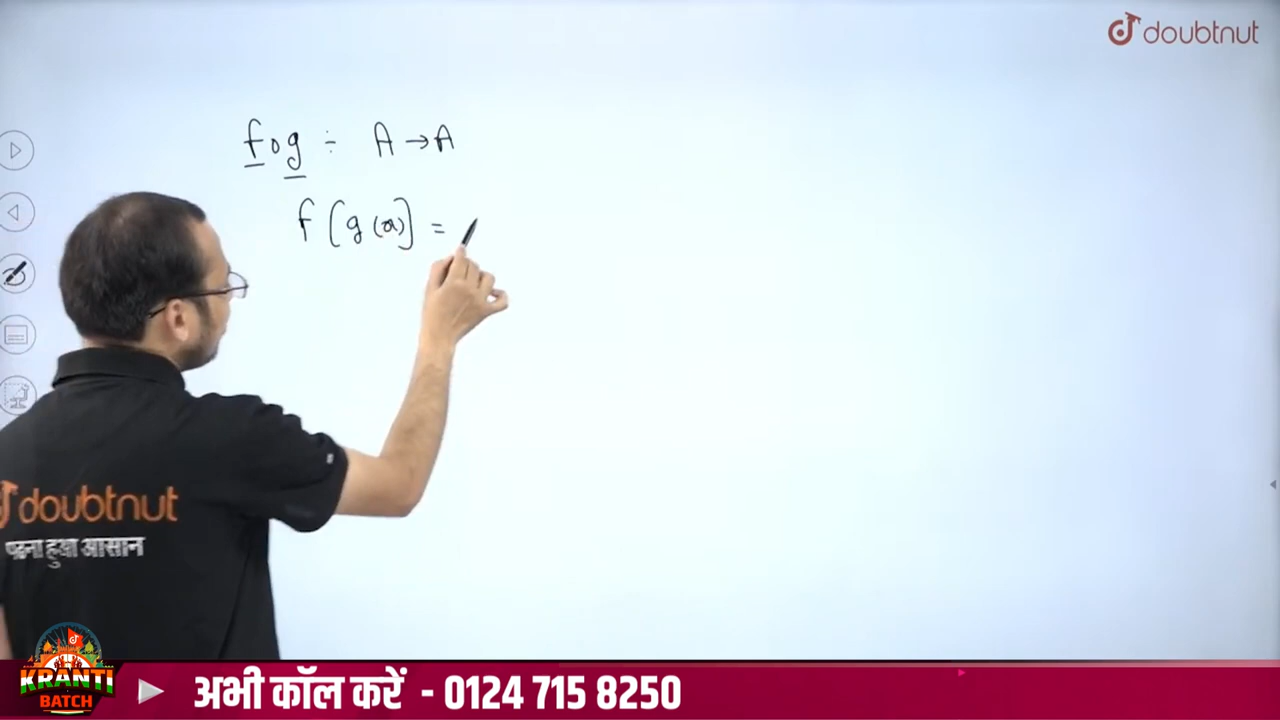 doubtnut
fog ÷ A → A
f[g(x)] =
doubtnut
पढ़ना हुआ आसान
KRANTI
BATCH
अभी कॉल करें - 0124 715 8250